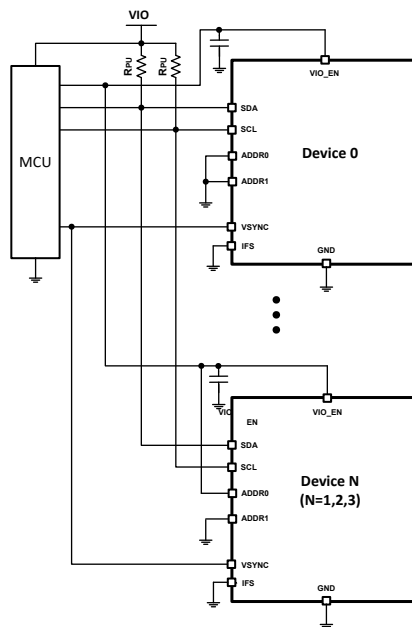 VIO
RPU
RPU
VIO_EN
SDA
SCL
MCU
Device 0
ADDR0
ADDR1
VSYNC
IFS
GND
VIO
VIO_EN
EN
SDA
SCL
Device N
ADDR0
(N=1,2,3)
ADDR1
VSYNC
IFS
GND